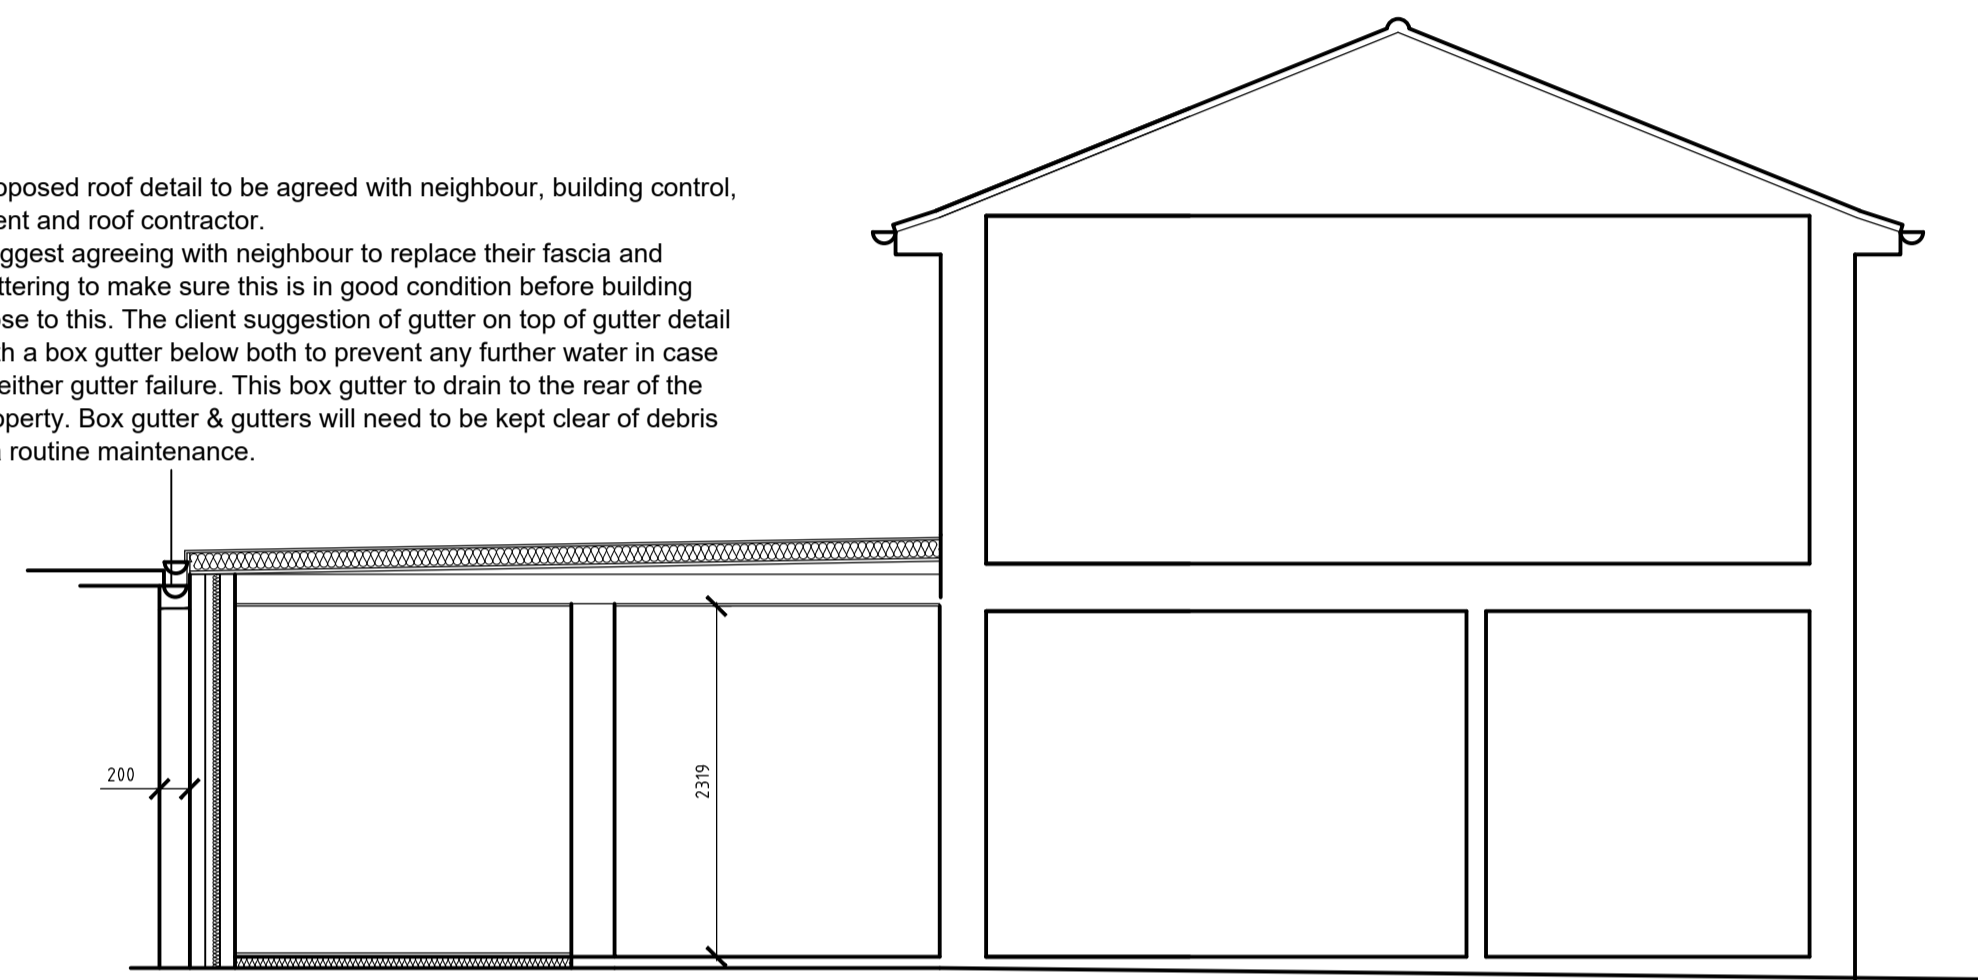 oposed roof detail to be agreed with neighbour, building control,
ent and roof contractor.
ggest agreeing with neighbour to replace their fascia and
ttering to make sure this is in good condition before building
se to this. The client suggestion of gutter on top of gutter detail
th a box gutter below both to prevent any further water in case
either gutter failure. This box gutter to drain to the rear of the
operty. Box gutter & gutters will need to be kept clear of debris
routine maintenance.
200
2319